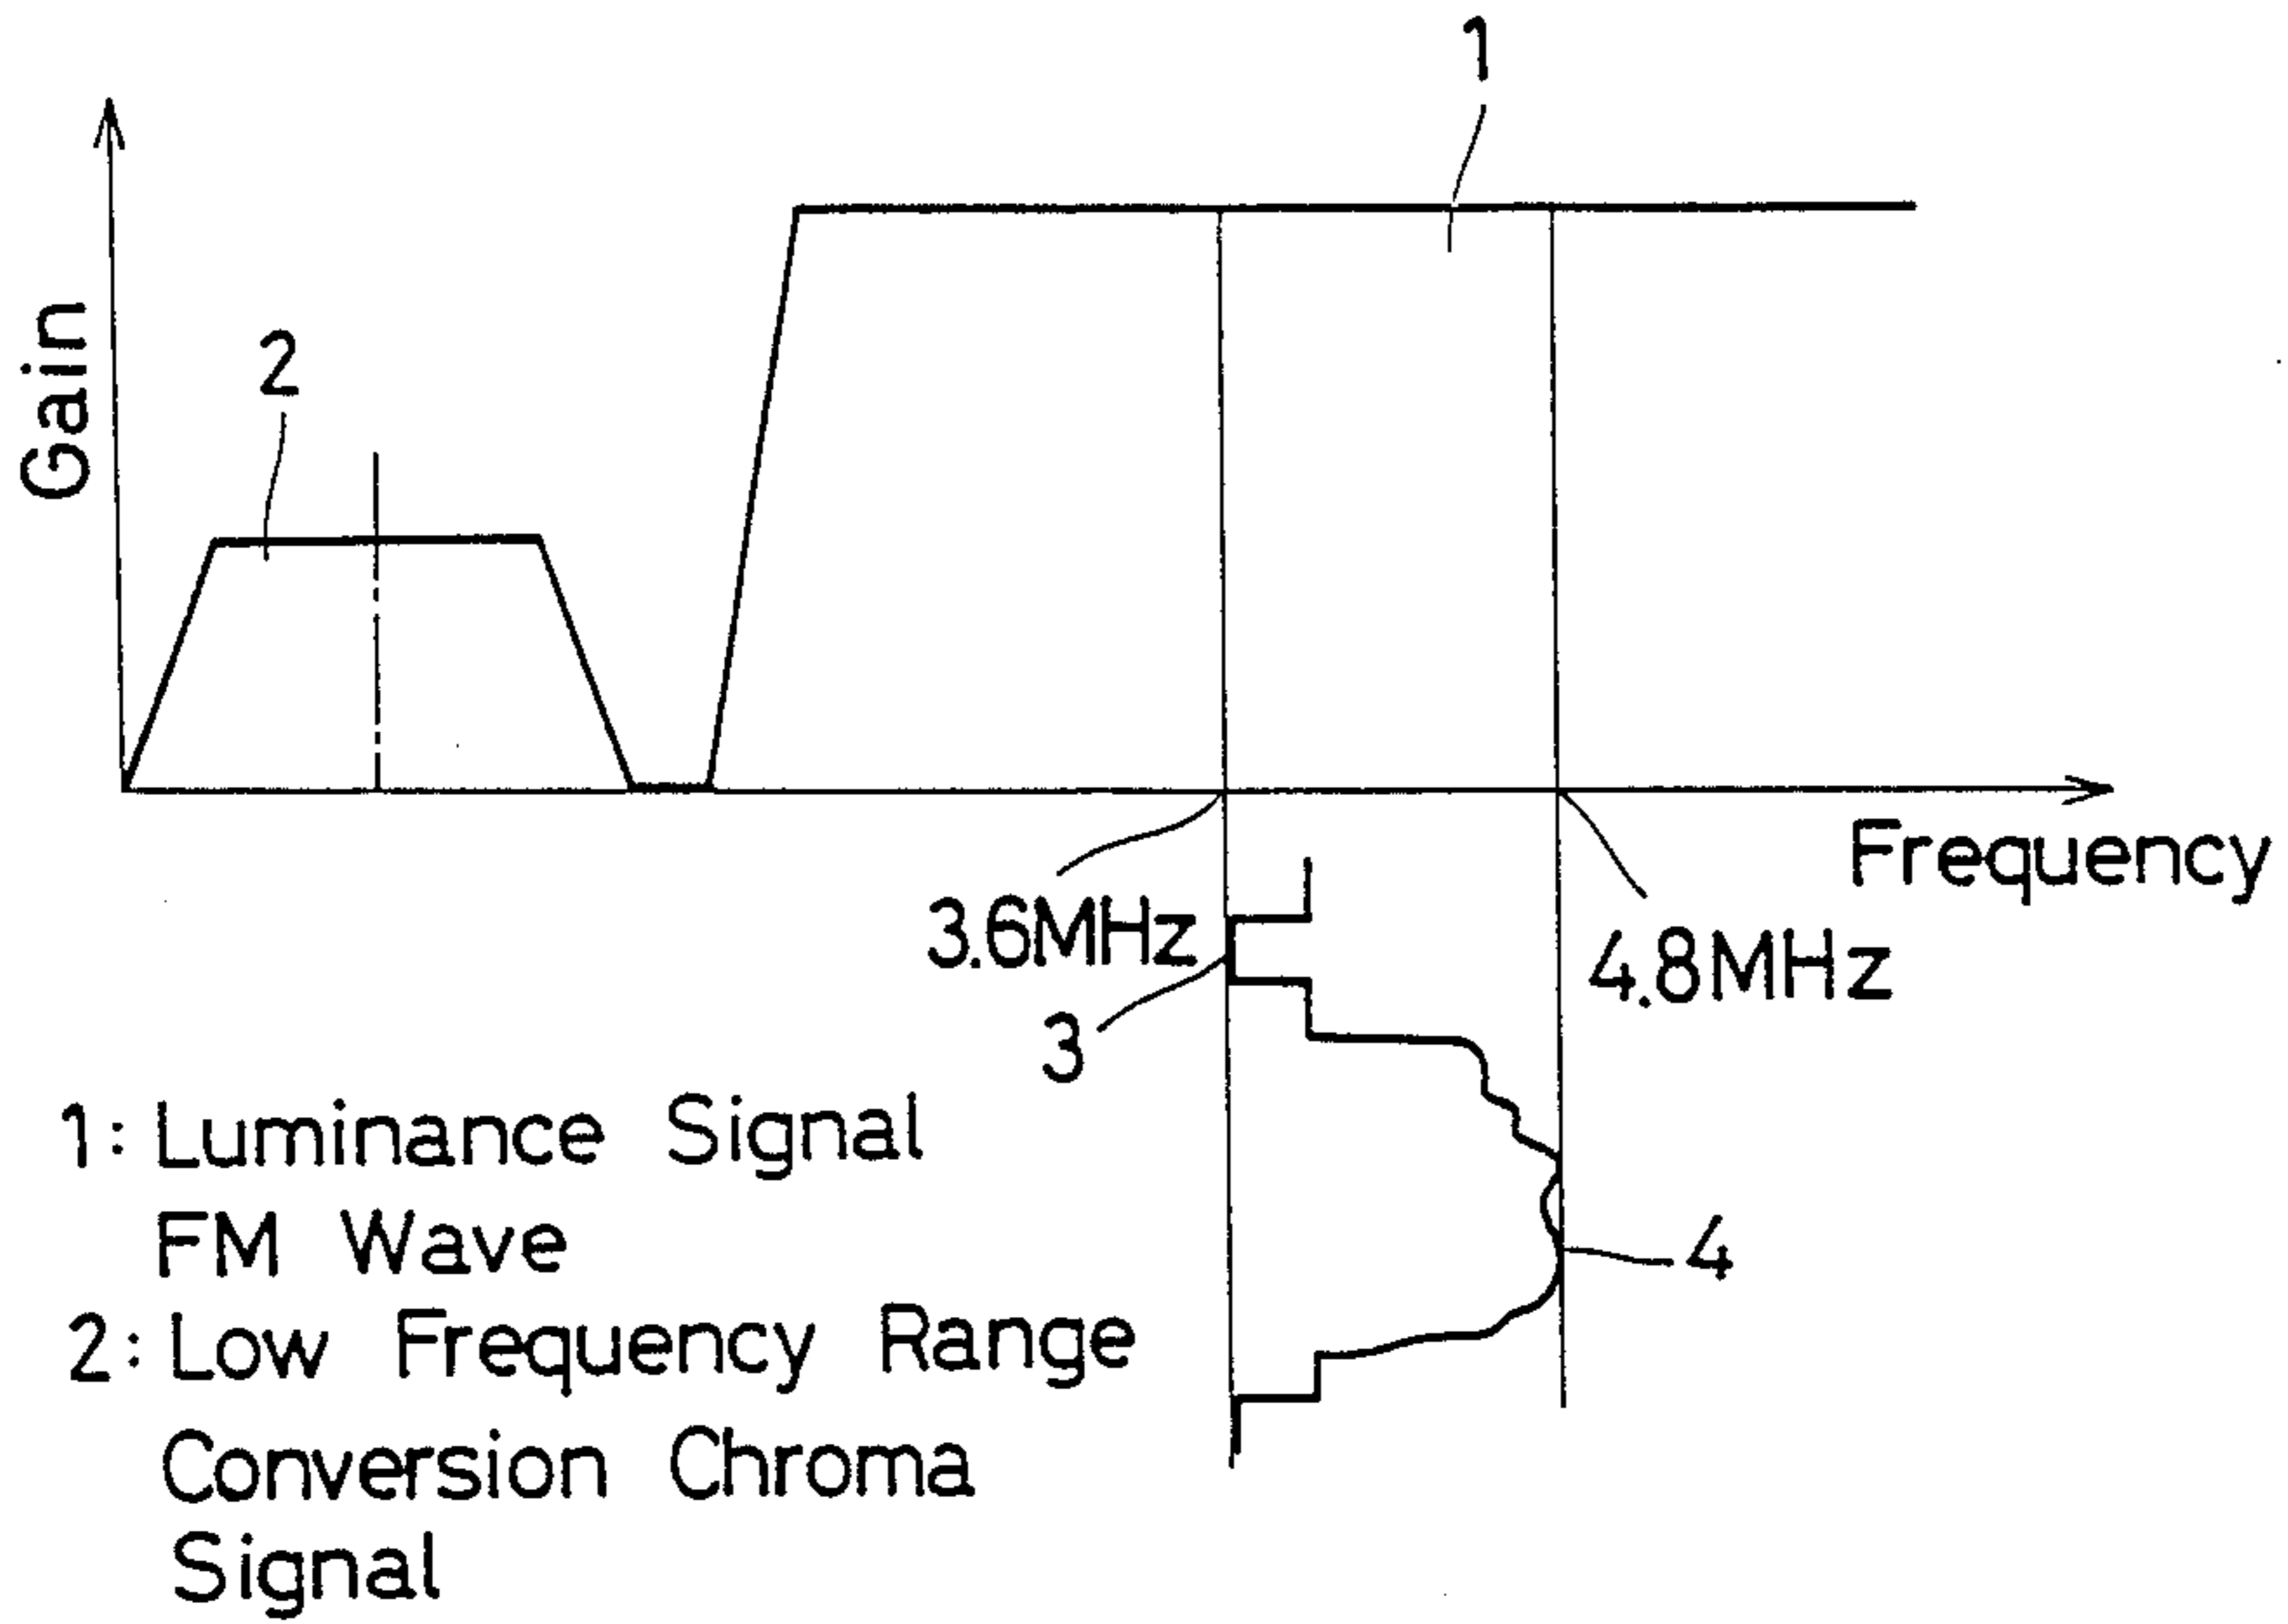 1
Gain
2
Frequency
3.6MHz
4.8MHz
3
4
1: Luminance Signal
FM Wave
2: Low Frequency Range
Conversion Chroma
Signal